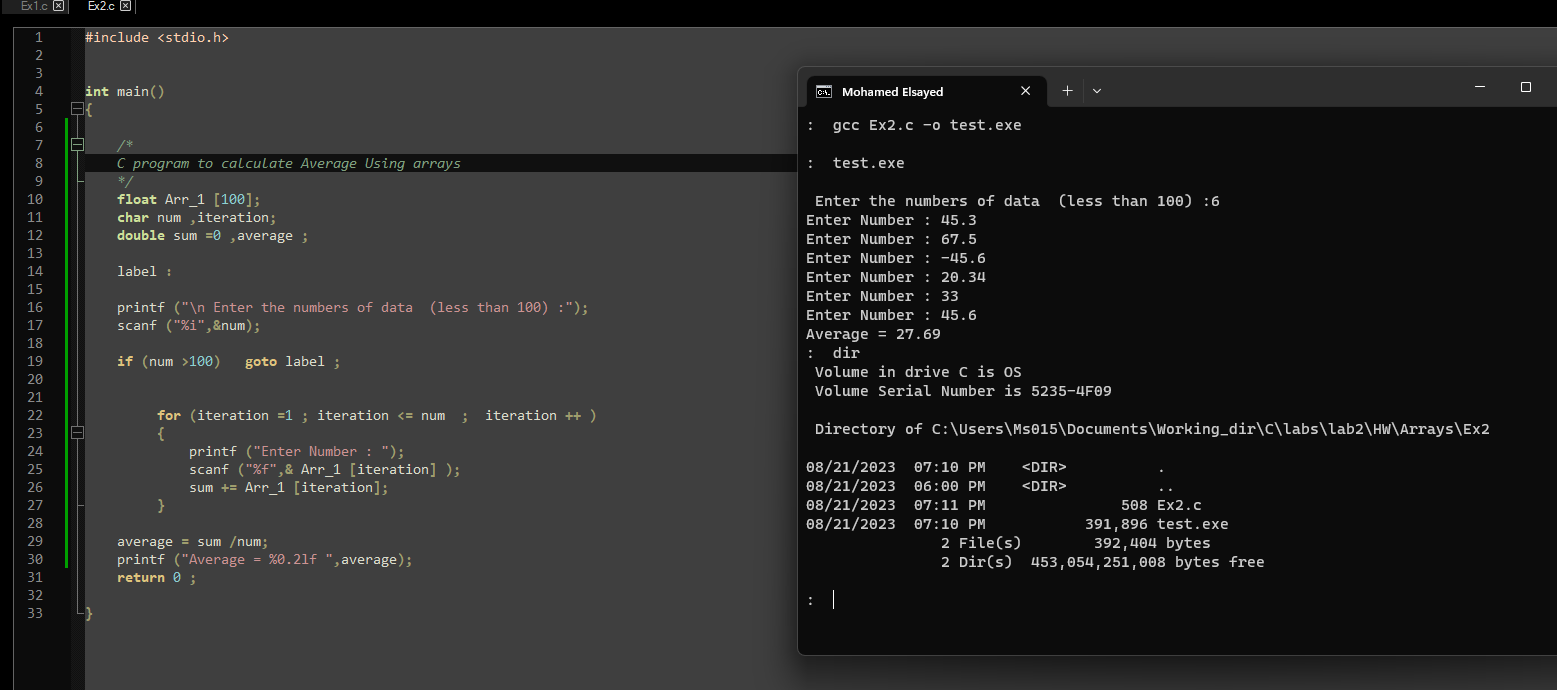 Ex1.c
Ex2.c
1 #include <stdio.h>
2
3
4 int main()
5 {
6
7 /*
8 C program to calculate Average Using arrays
9 */
10 float Arr_1 [100];
11 char num ,iteration;
12 double sum =0 ,average ;
13
14 label :
15
16 printf ("\n Enter the numbers of data  (less than 100) :");
17 scanf ("%i",&num);
18
19 if (num >100)   goto label ;
20
21
22 for (iteration =1 ; iteration <= num  ;  iteration ++ )
23 {
24 printf ("Enter Number : ");
25 scanf ("%f",& Arr_1 [iteration] );
26 sum += Arr_1 [iteration];
27 }
28
29 average = sum /num;
30 printf ("Average = %0.2lf ",average);
31 return 0 ;
32
33 }
C:\. Mohamed Elsayed
:  gcc Ex2.c -o test.exe
:  test.exe
Enter the numbers of data  (less than 100) :6
Enter Number : 45.3
Enter Number : 67.5
Enter Number : -45.6
Enter Number : 20.34
Enter Number : 33
Enter Number : 45.6
Average = 27.69
:  dir
Volume in drive C is OS
Volume Serial Number is 5235-4F09
Directory of C:\Users\Ms015\Documents\Working_dir\C\labs\lab2\HW\Arrays\Ex2
08/21/2023  07:10 PM    <DIR>          .
08/21/2023  06:00 PM    <DIR>          ..
08/21/2023  07:11 PM               508 Ex2.c
08/21/2023  07:10 PM           391,896 test.exe
2 File(s)        392,404 bytes
2 Dir(s)  453,054,251,008 bytes free
: